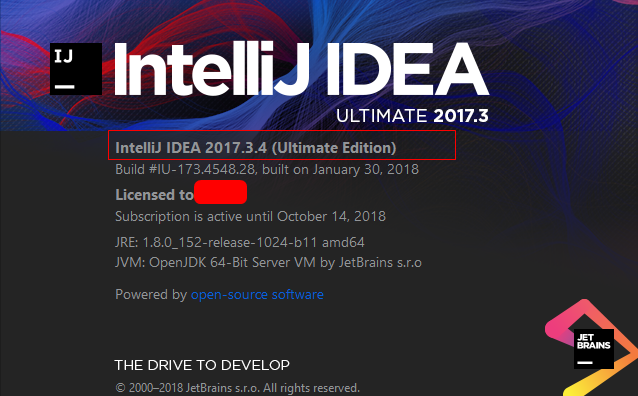 IJ
IntelliJ IDEA
ULTIMATE 2017.3
IntelliJ IDEA 2017.3.4 (Ultimate Edition)
Build #IU-173.4548.28, built on January 30, 2018
Licensed to
Subscription is active until October 14, 2018
JRE: 1.8.0_152-release-1024-b11 amd64
JVM: OpenJDK 64-Bit Server VM by JetBrains s.r.o
Powered by open-source software
JET
BRAINS
THE DRIVE TO DEVELOP
© 2000–2018 JetBrains s.r.o. All rights reserved.